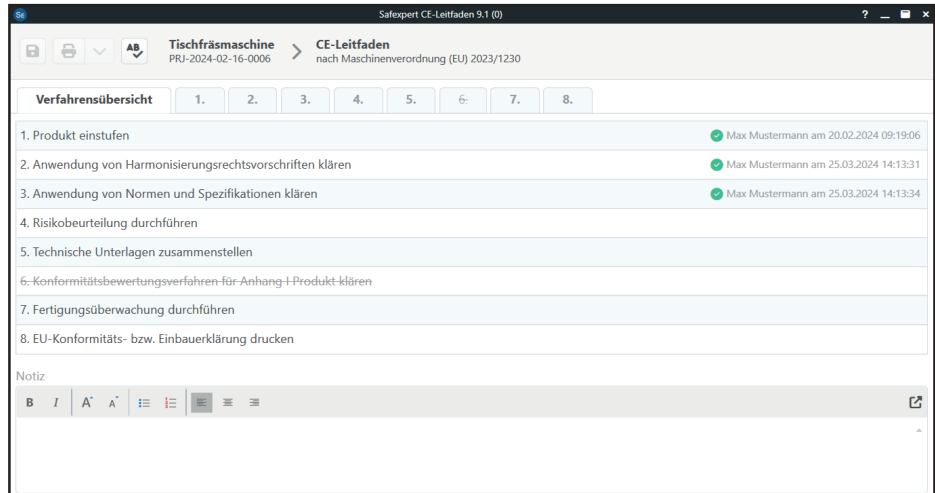 SE Safexpert CE-Leitfaden 9.1 (0) ?
AB Tischfräsmaschine CE-Leitfaden
PRJ-2024-02-16-0006 nach Maschinenverordnung (EU) 2023/1230
Verfahrensübersicht 1. 2. 3. 4. 5. 6. 7. 8.
1. Produkt einstufen Max Mustermann am 20.02.2024 09:19:06
2. Anwendung von Harmonisierungsrechtsvorschriften klären Max Mustermann am 25.03.2024 14:13:31
3. Anwendung von Normen und Spezifikationen klären Max Mustermann am 25.03.2024 14:13:34
4. Risikobeurteilung durchführen
5. Technische Unterlagen zusammenstellen
6. Konformitätsbewertungsverfahren für Anhang I Produkt klären
7. Fertigungsüberwachung durchführen
8. EU-Konformitäts- bzw. Einbauerklärung drucken
Notiz
B I A A